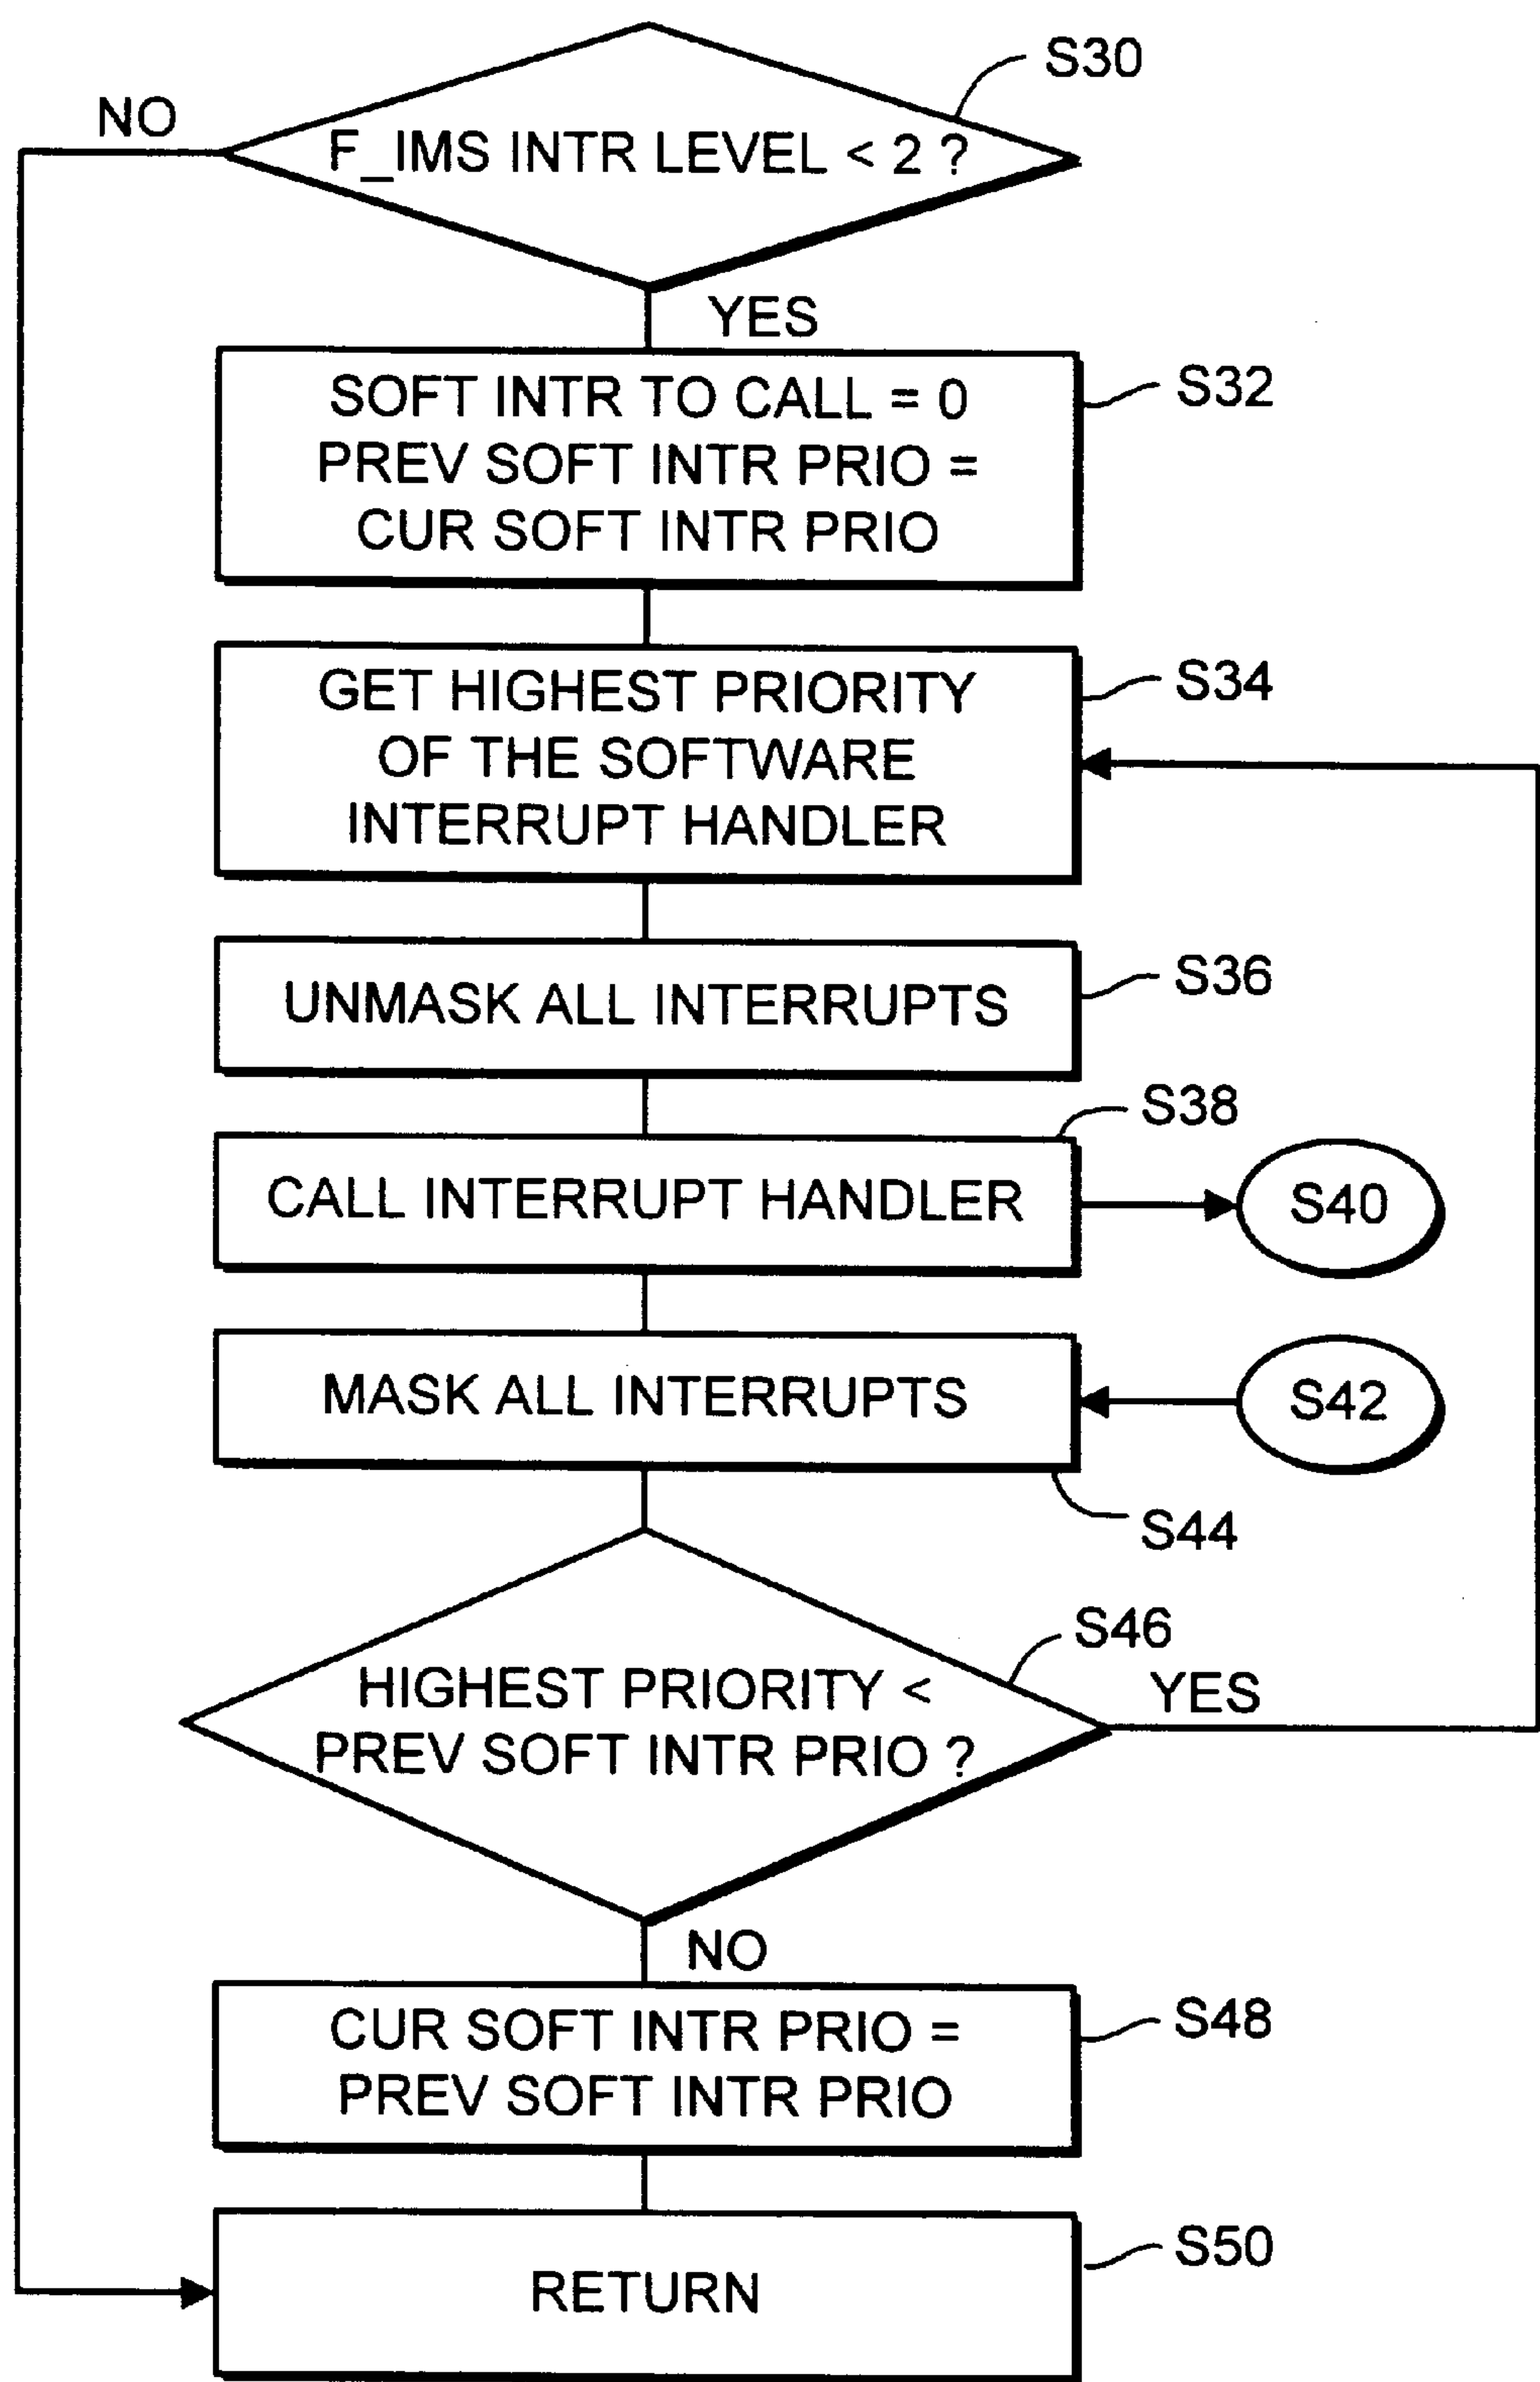 S30
NO
F_IMS INTR LEVEL < 2 ?
YES
SOFT INTR TO CALL = 0
PREV SOFT INTR PRIO =
CUR SOFT INTR PRIO
S32
GET HIGHEST PRIORITY
OF THE SOFTWARE
INTERRUPT HANDLER
S34
UNMASK ALL INTERRUPTS
S36
S38
CALL INTERRUPT HANDLER
S40
MASK ALL INTERRUPTS
S42
S44
S46
HIGHEST PRIORITY <
PREV SOFT INTR PRIO ?
YES
NO
CUR SOFT INTR PRIO =
PREV SOFT INTR PRIO
S48
RETURN
S50